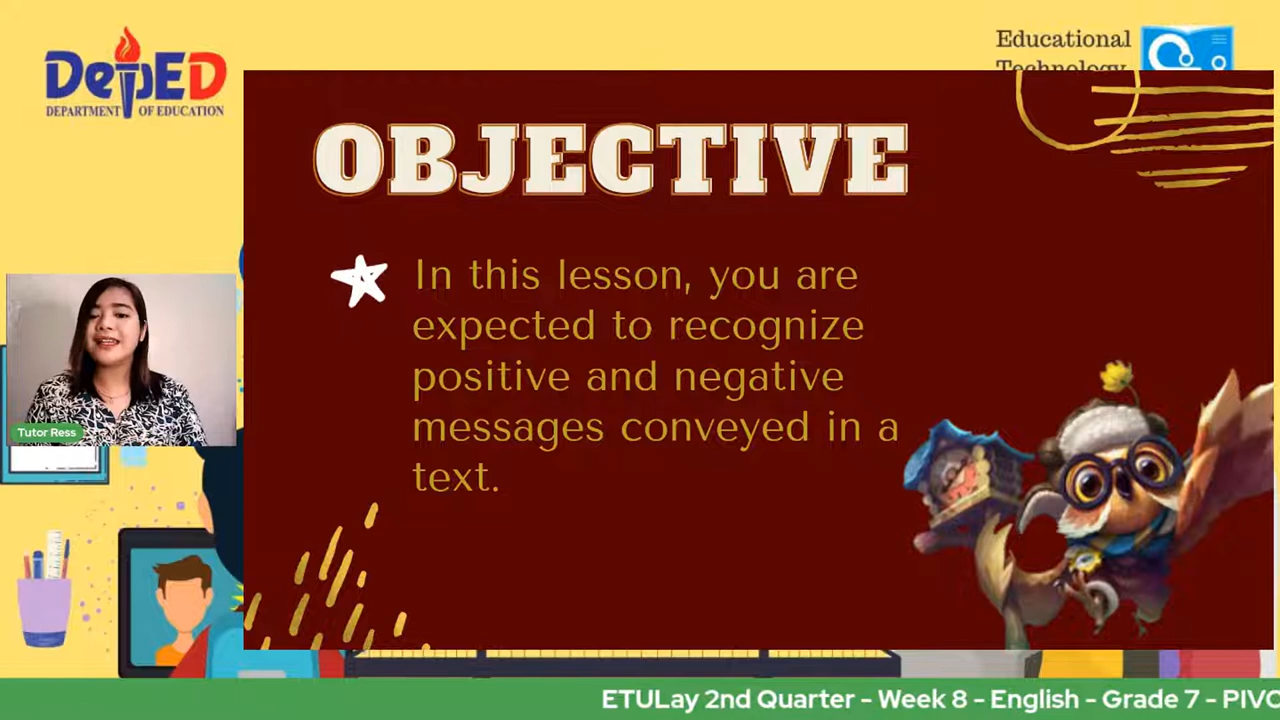 DepED
DEPARTMENT OF EDUCATION
Educational
Technology
OBJECTIVE
In this lesson, you are
expected to recognize
positive and negative
messages conveyed in a
text.
Tutor Ress
ETULay 2nd Quarter - Week 8 - English - Grade 7 - PIVO